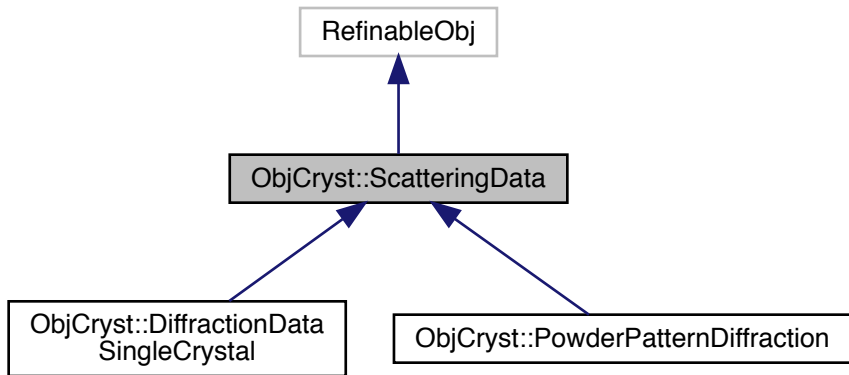 RefinableObj
ObjCryst::ScatteringData
ObjCryst::DiffractionData
SingleCrystal
ObjCryst::PowderPatternDiffraction